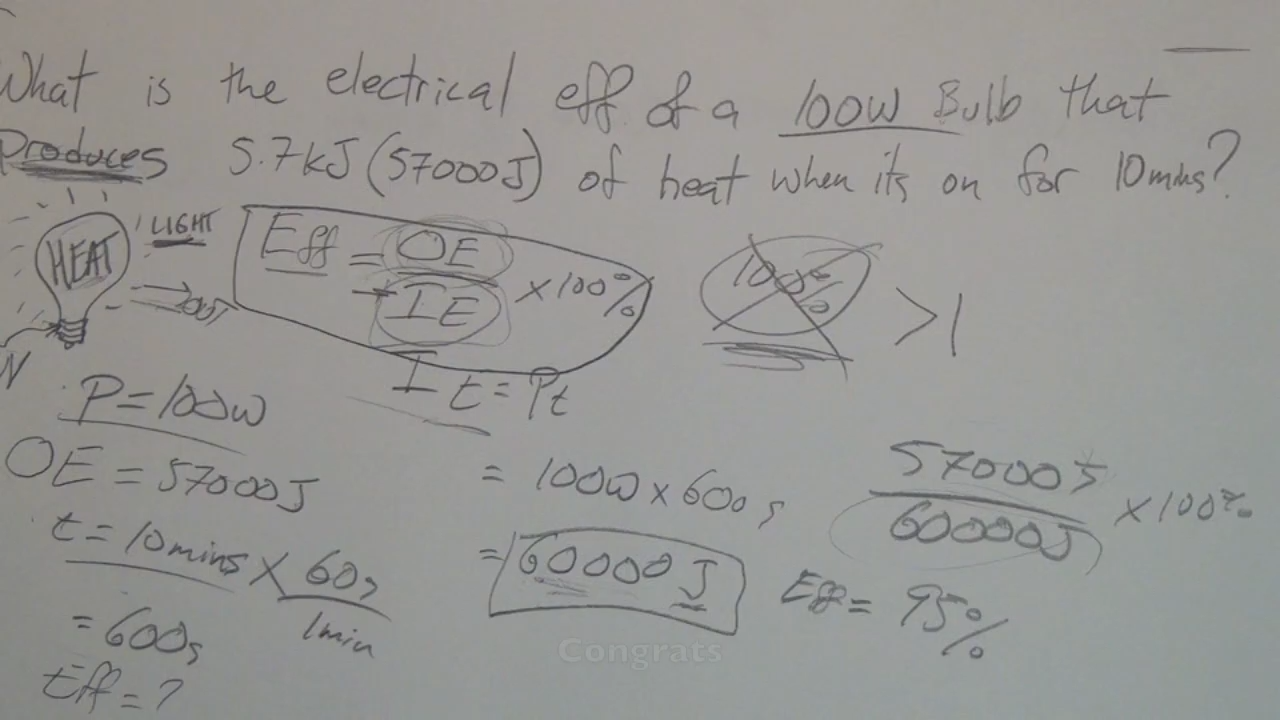 What is the electrical eff. of a 100W Bulb that
Produces 5.7kJ (57000J) of heat when its on for 10mins?
HEAT
LIGHT
OUT
Eff = OE / IE × 100%
100%
> 1
I t = Pt
P = 100W
OE = 57000J
t = 10mins × 60s / 1min
= 600s
Eff = ?
= 100W × 600s
= 60000 J
57000J / 60000J × 100%
Eff = 95%
Congrats